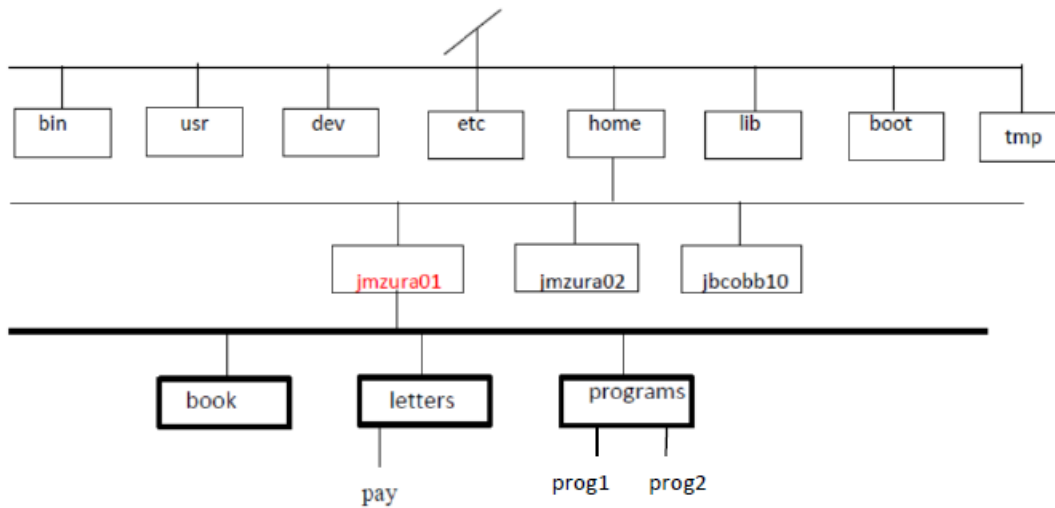 /
bin usr dev etc home lib boot tmp
jmzura01 jmzura02 jbcobb10
book letters programs
pay prog1 prog2